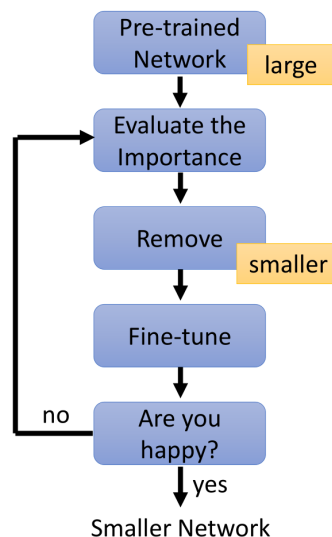 Pre-trained
Network
large
Evaluate the
Importance
Remove
smaller
Fine-tune
no
Are you
happy?
yes
Smaller Network